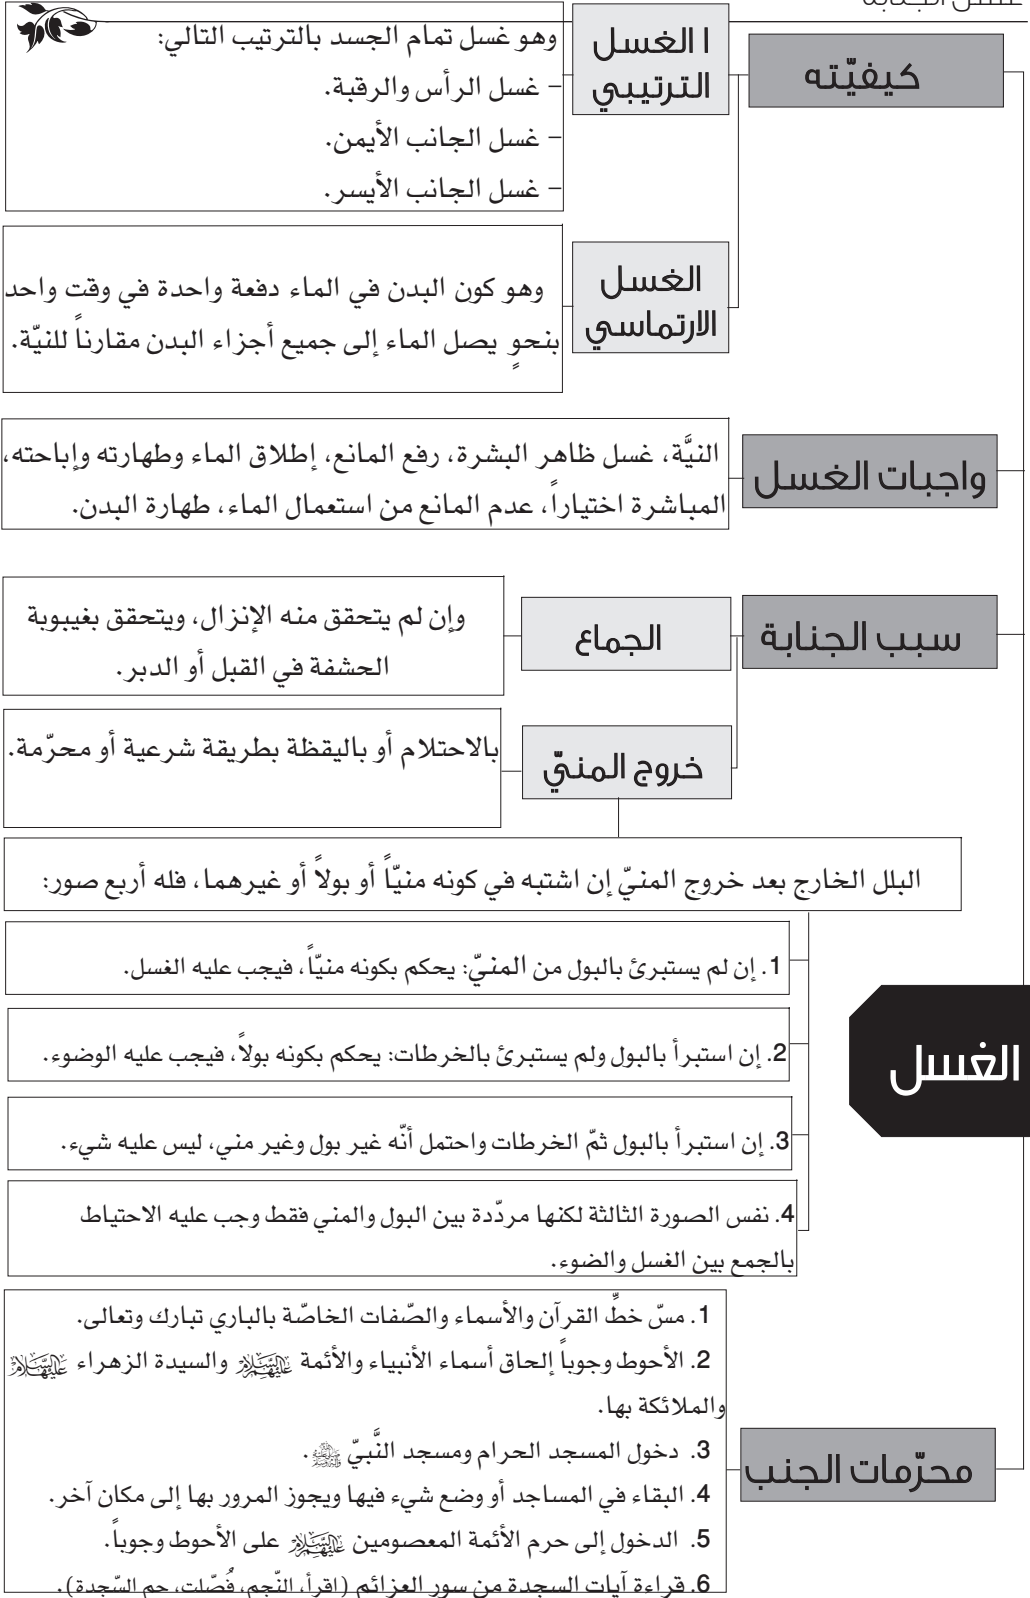 غسل الجنابة
كيفيّته
ا الغسل
الترتيبي
وهو غسل تمام الجسد بالترتيب التالي:
- غسل الرأس والرقبة.
- غسل الجانب الأيمن.
- غسل الجانب الأيسر.
الغسل
الارتماسي
وهو كون البدن في الماء دفعة واحدة في وقت واحد
بنحوٍ يصل الماء إلى جميع أجزاء البدن مقارناً للنيّة.
واجبات الغسل
النيَّة، غسل ظاهر البشرة، رفع المانع، إطلاق الماء وطهارته وإباحته،
المباشرة اختياراً، عدم المانع من استعمال الماء، طهارة البدن.
سبب الجنابة
الجماع
وإن لم يتحقق منه الإنزال، ويتحقق بغيبوبة
الحشفة في القبل أو الدبر.
خروج المنيّ
بالاحتلام أو باليقظة بطريقة شرعية أو محرّمة.
البلل الخارج بعد خروج المنيّ إن اشتبه في كونه منيّاً أو بولاً أو غيرهما، فله أربع صور:
1. إن لم يستبرئ بالبول من المنيّ: يحكم بكونه منيّاً، فيجب عليه الغسل.
2. إن استبرأ بالبول ولم يستبرئ بالخرطات: يحكم بكونه بولاً، فيجب عليه الوضوء.
3. إن استبرأ بالبول ثمّ الخرطات واحتمل أنّه غير بول وغير مني، ليس عليه شيء.
4. نفس الصورة الثالثة لكنها مردّدة بين البول والمني فقط وجب عليه الاحتياط
بالجمع بين الغسل والضوء.
الغسل
محرّمات الجنب
1. مسّ خطِّ القرآن والأسماء والصّفات الخاصّة بالباري تبارك وتعالى.
2. الأحوط وجوباً إلحاق أسماء الأنبياء والأئمة عليهم السلام والسيدة الزهراء عليها السلام
والملائكة بها.
3. دخول المسجد الحرام ومسجد النَّبيّ ﷺ.
4. البقاء في المساجد أو وضع شيء فيها ويجوز المرور بها إلى مكان آخر.
5. الدخول إلى حرم الأئمة المعصومين عليهم السلام على الأحوط وجوباً.
6. قراءة آيات السجدة من سور العزائم (اقرأ، النّجم، فُصّلت، حم السّجدة).